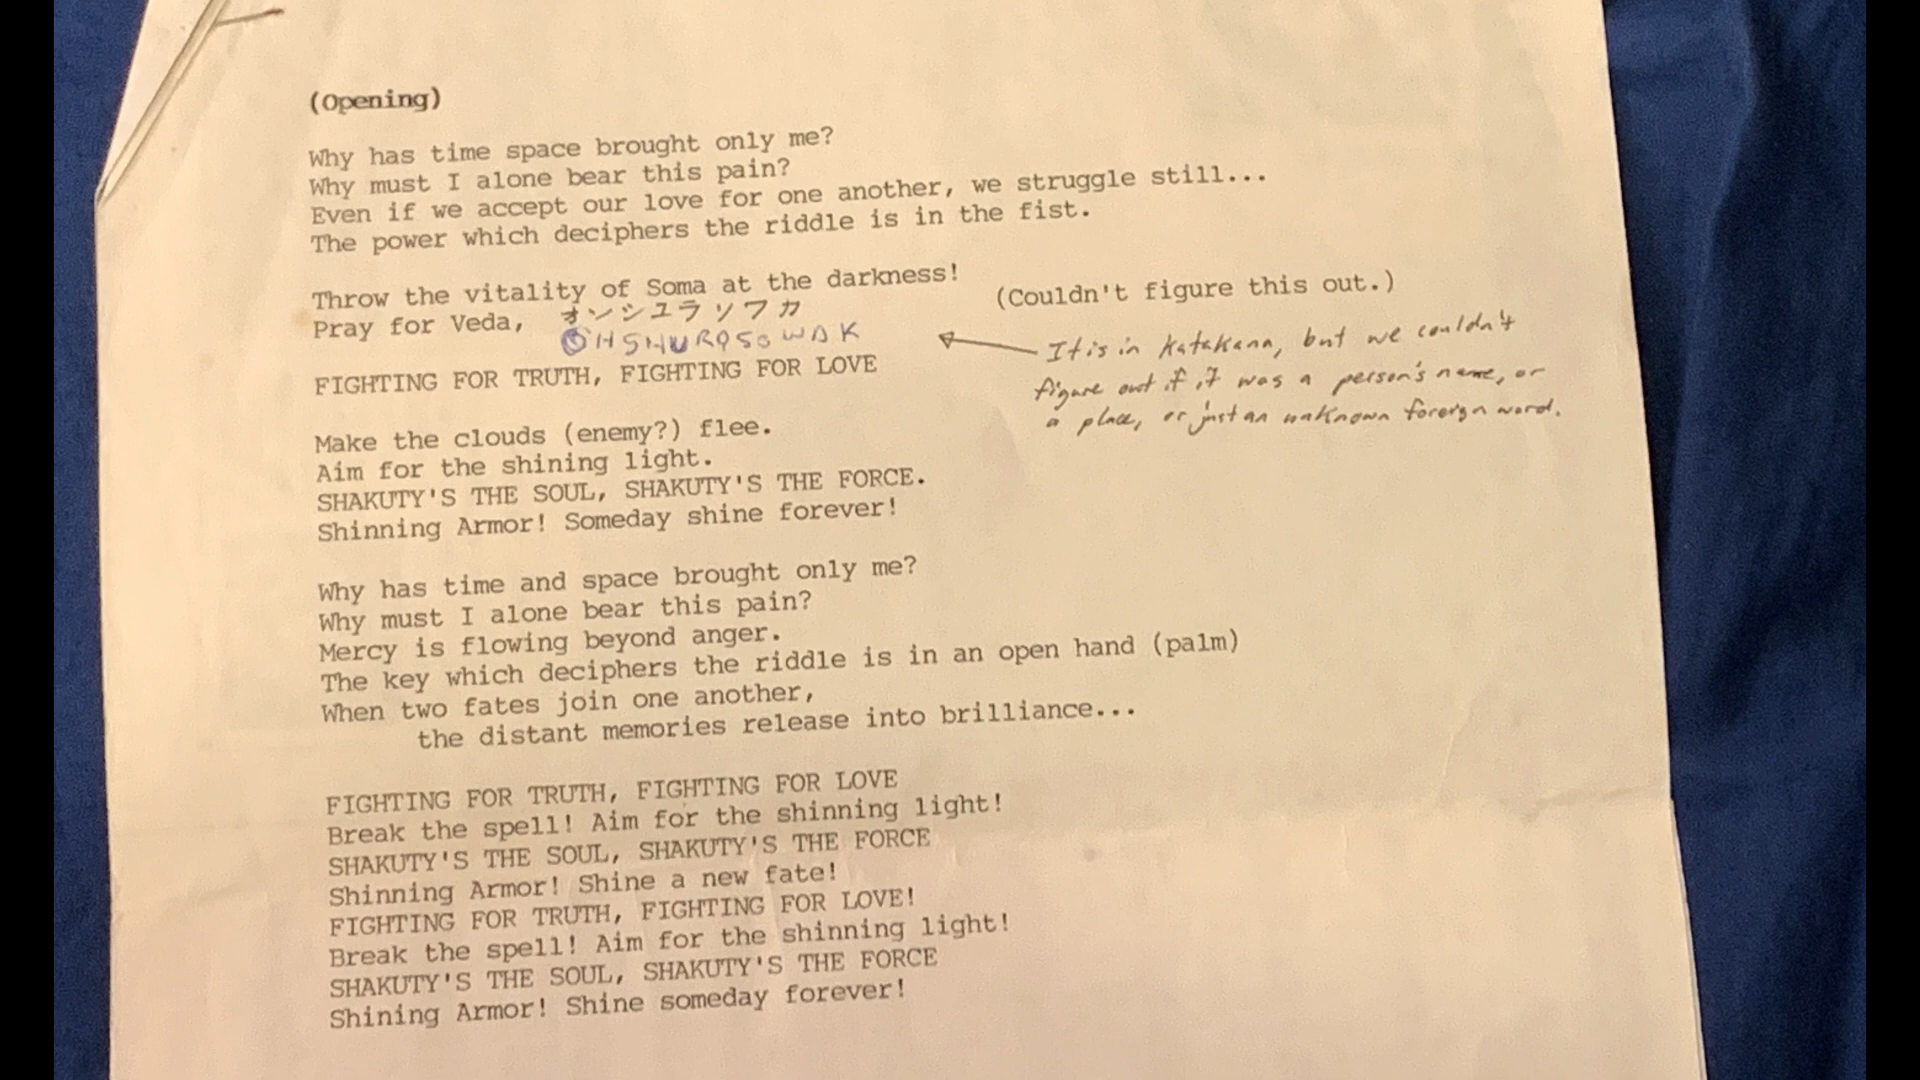 (Opening)
Why has time space brought only me?
Why must I alone bear this pain?
Even if we accept our love for one another, we struggle still...
The power which deciphers the riddle is in the fist.
Throw the vitality of Soma at the darkness!
Pray for Veda, オンシュラソワカ (Couldn't figure this out.)
OHSHURASOWAK
It is in Katakana, but we couldn't
figure out if it was a person's name, or
a place, or just an unknown foreign word.
FIGHTING FOR TRUTH, FIGHTING FOR LOVE
Make the clouds (enemy?) flee.
Aim for the shining light.
SHAKUTY'S THE SOUL, SHAKUTY'S THE FORCE.
Shinning Armor! Someday shine forever!
Why has time and space brought only me?
Why must I alone bear this pain?
Mercy is flowing beyond anger.
The key which deciphers the riddle is in an open hand (palm)
When two fates join one another,
the distant memories release into brilliance...
FIGHTING FOR TRUTH, FIGHTING FOR LOVE
Break the spell! Aim for the shinning light!
SHAKUTY'S THE SOUL, SHAKUTY'S THE FORCE
Shinning Armor! Shine a new fate!
FIGHTING FOR TRUTH, FIGHTING FOR LOVE!
Break the spell! Aim for the shinning light!
SHAKUTY'S THE SOUL, SHAKUTY'S THE FORCE
Shining Armor! Shine someday forever!